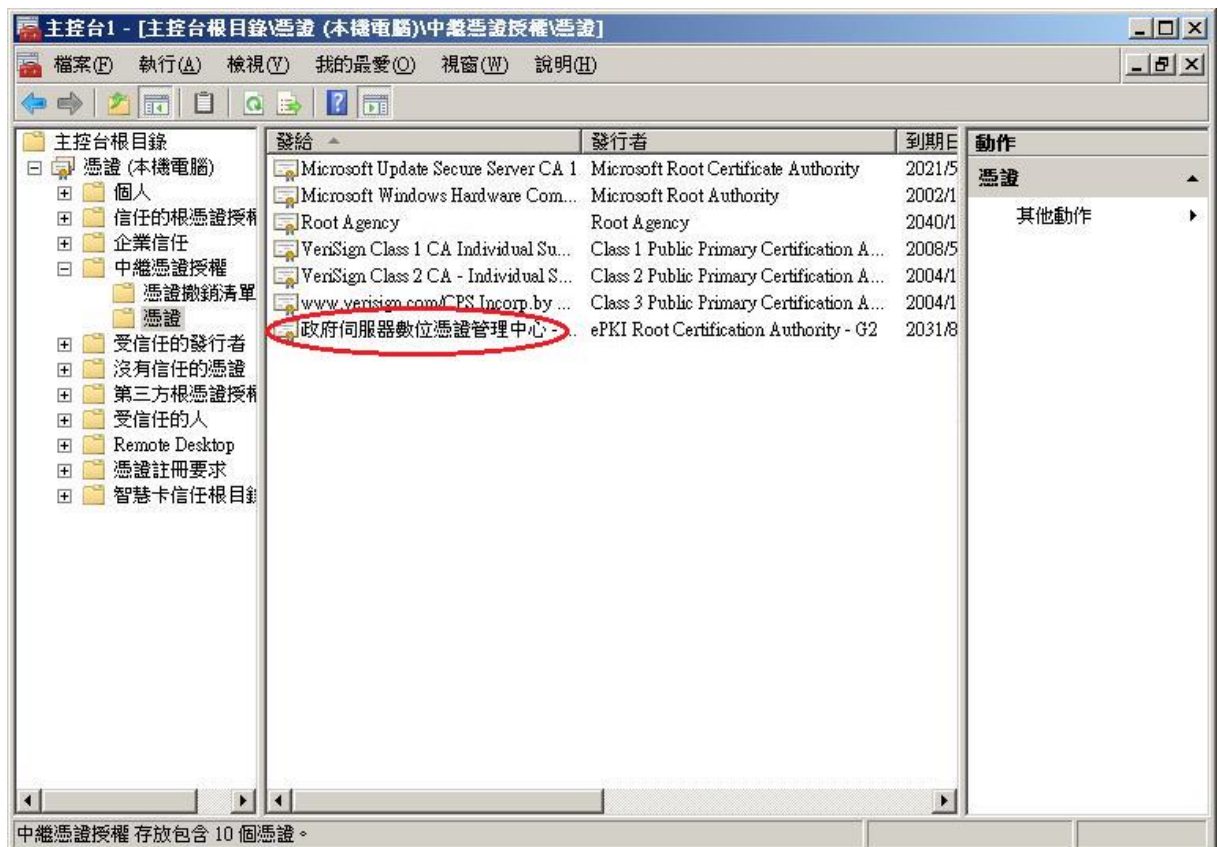 主控台1 - [主控台根目錄\憑證 (本機電腦)\中繼憑證授權\憑證]
檔案(F) 執行(A) 檢視(V) 我的最愛(O) 視窗(W) 說明(H)
主控台根目錄
憑證 (本機電腦)
個人
信任的根憑證授權
企業信任
中繼憑證授權
憑證撤銷清單
憑證
受信任的發行者
沒有信任的憑證
第三方根憑證授權
受信任的人
Remote Desktop
憑證註冊要求
智慧卡信任根目錄
發給 發行者 到期日
Microsoft Update Secure Server CA 1 Microsoft Root Certificate Authority 2021/5
Microsoft Windows Hardware Com... Microsoft Root Authority 2002/1
Root Agency Root Agency 2040/1
VeriSign Class 1 CA Individual Su... Class 1 Public Primary Certification A... 2008/5
VeriSign Class 2 CA - Individual S... Class 2 Public Primary Certification A... 2004/1
www.verisign.com/CPS Incorp.by ... Class 3 Public Primary Certification A... 2004/1
政府伺服器數位憑證管理中心 - ... ePKI Root Certification Authority - G2 2031/8
動作
憑證
其他動作
中繼憑證授權 存放包含 10 個憑證。